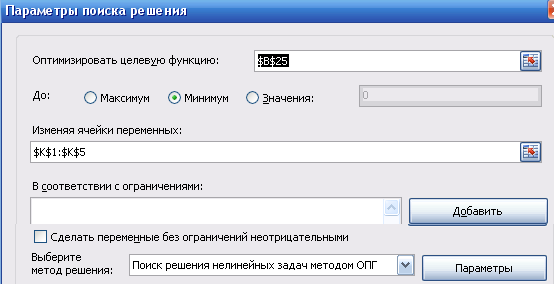 Параметры поиска решения
Оптимизировать целевую функцию: $B$25
До: Максимум Минимум Значения: 0
Изменяя ячейки переменных:
$K$1:$K$5
В соответствии с ограничениями:
Добавить
Сделать переменные без ограничений неотрицательными
Выберите
метод решения: Поиск решения нелинейных задач методом ОПГ Параметры